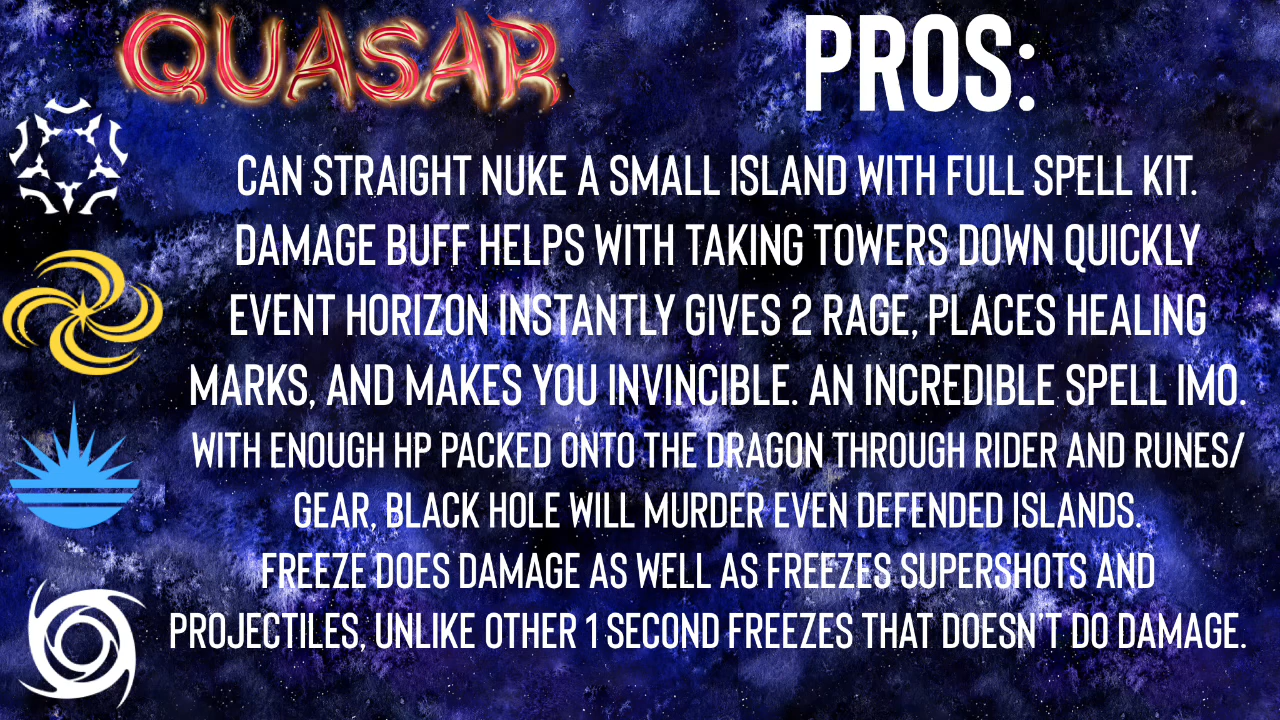 QUASAR
PROS:
CAN STRAIGHT NUKE A SMALL ISLAND WITH FULL SPELL KIT.
DAMAGE BUFF HELPS WITH TAKING TOWERS DOWN QUICKLY
EVENT HORIZON INSTANTLY GIVES 2 RAGE, PLACES HEALING
MARKS, AND MAKES YOU INVINCIBLE. AN INCREDIBLE SPELL IMO.
WITH ENOUGH HP PACKED ONTO THE DRAGON THROUGH RIDER AND RUNES/
GEAR, BLACK HOLE WILL MURDER EVEN DEFENDED ISLANDS.
FREEZE DOES DAMAGE AS WELL AS FREEZES SUPERSHOTS AND
PROJECTILES, UNLIKE OTHER 1 SECOND FREEZES THAT DOESN'T DO DAMAGE.